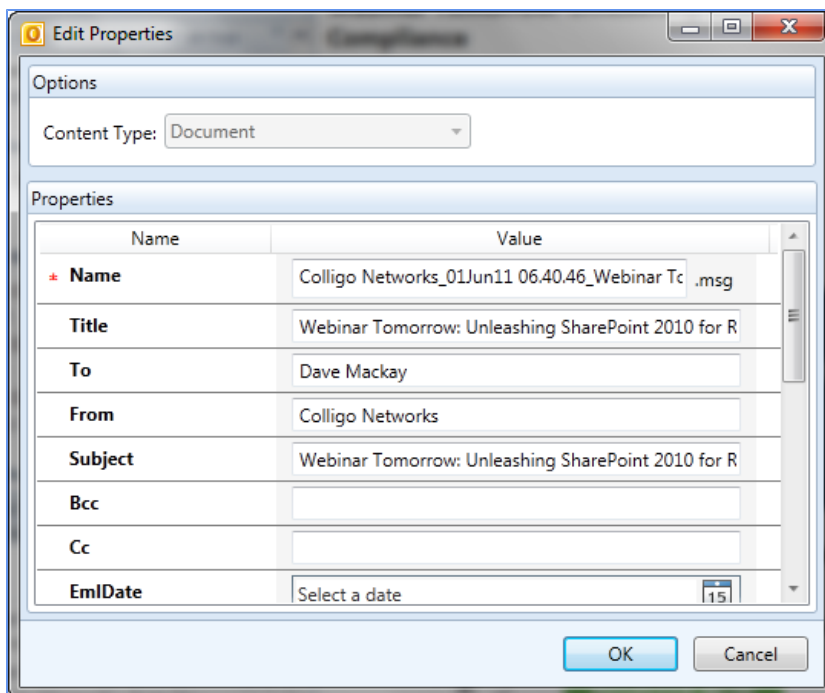 Compliance
Edit Properties
Options
Content Type: Document
Properties
Name Value
* Name Colligo Networks_01Jun11 06.40.46_Webinar Tc .msg
Title Webinar Tomorrow: Unleashing SharePoint 2010 for R
To Dave Mackay
From Colligo Networks
Subject Webinar Tomorrow: Unleashing SharePoint 2010 for R
Bcc
Cc
EmlDate Select a date 15
OK Cancel